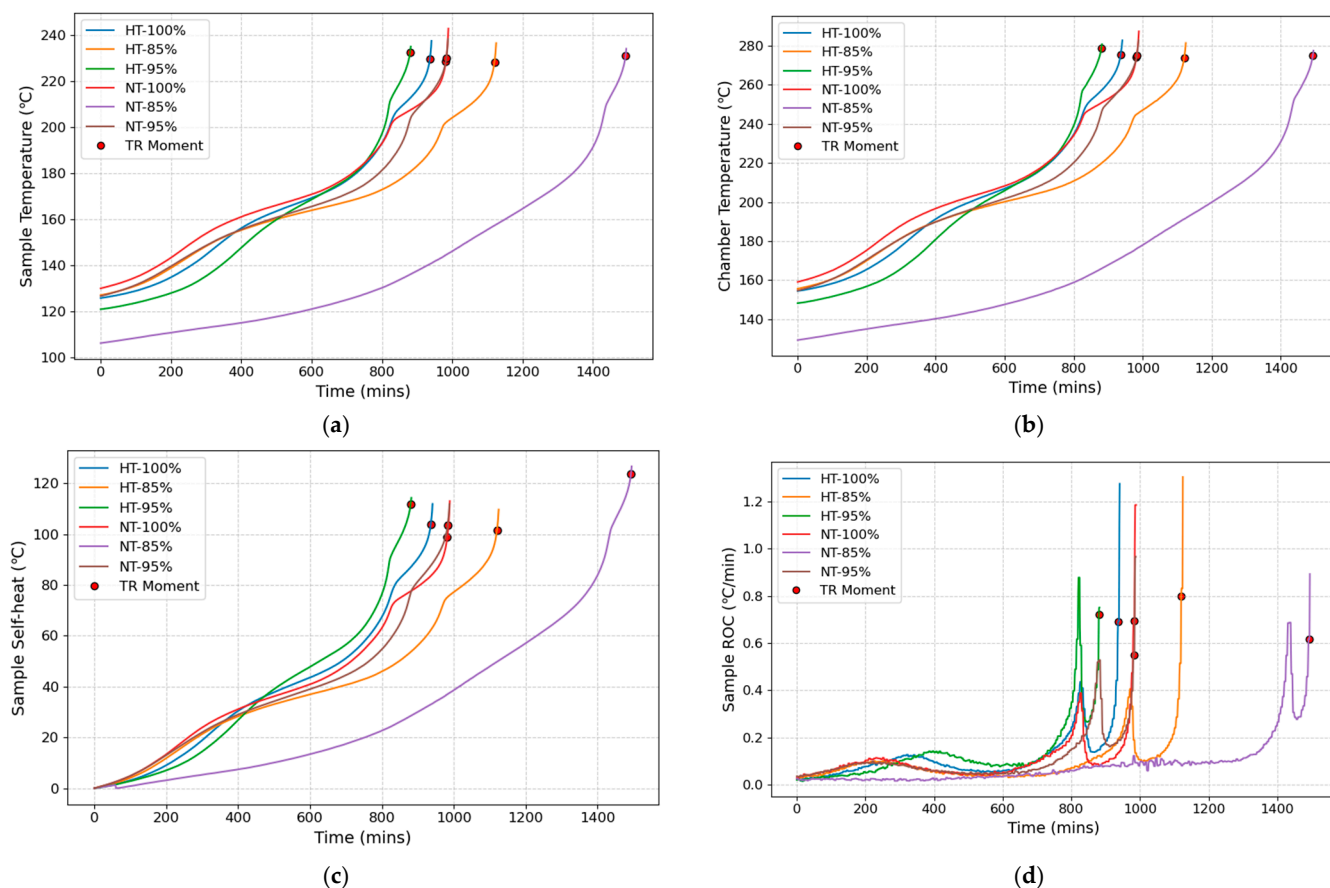 240
220
200
180
160
140
120
100
Sample Temperature (℃)
HT-100%
HT-85%
HT-95%
NT-100%
NT-85%
NT-95%
TR Moment
0 200 400 600 800 1000 1200 1400
Time (mins)
(a)
280
260
240
220
200
180
160
140
Chamber Temperature (℃)
HT-100%
HT-85%
HT-95%
NT-100%
NT-85%
NT-95%
TR Moment
0 200 400 600 800 1000 1200 1400
Time (mins)
(b)
120
100
80
60
40
20
0
Sample Self-heat (℃)
HT-100%
HT-85%
HT-95%
NT-100%
NT-85%
NT-95%
TR Moment
0 200 400 600 800 1000 1200 1400
Time (mins)
(c)
1.2
1.0
0.8
0.6
0.4
0.2
0.0
Sample ROC (℃/min)
HT-100%
HT-85%
HT-95%
NT-100%
NT-85%
NT-95%
TR Moment
0 200 400 600 800 1000 1200 1400
Time (mins)
(d)